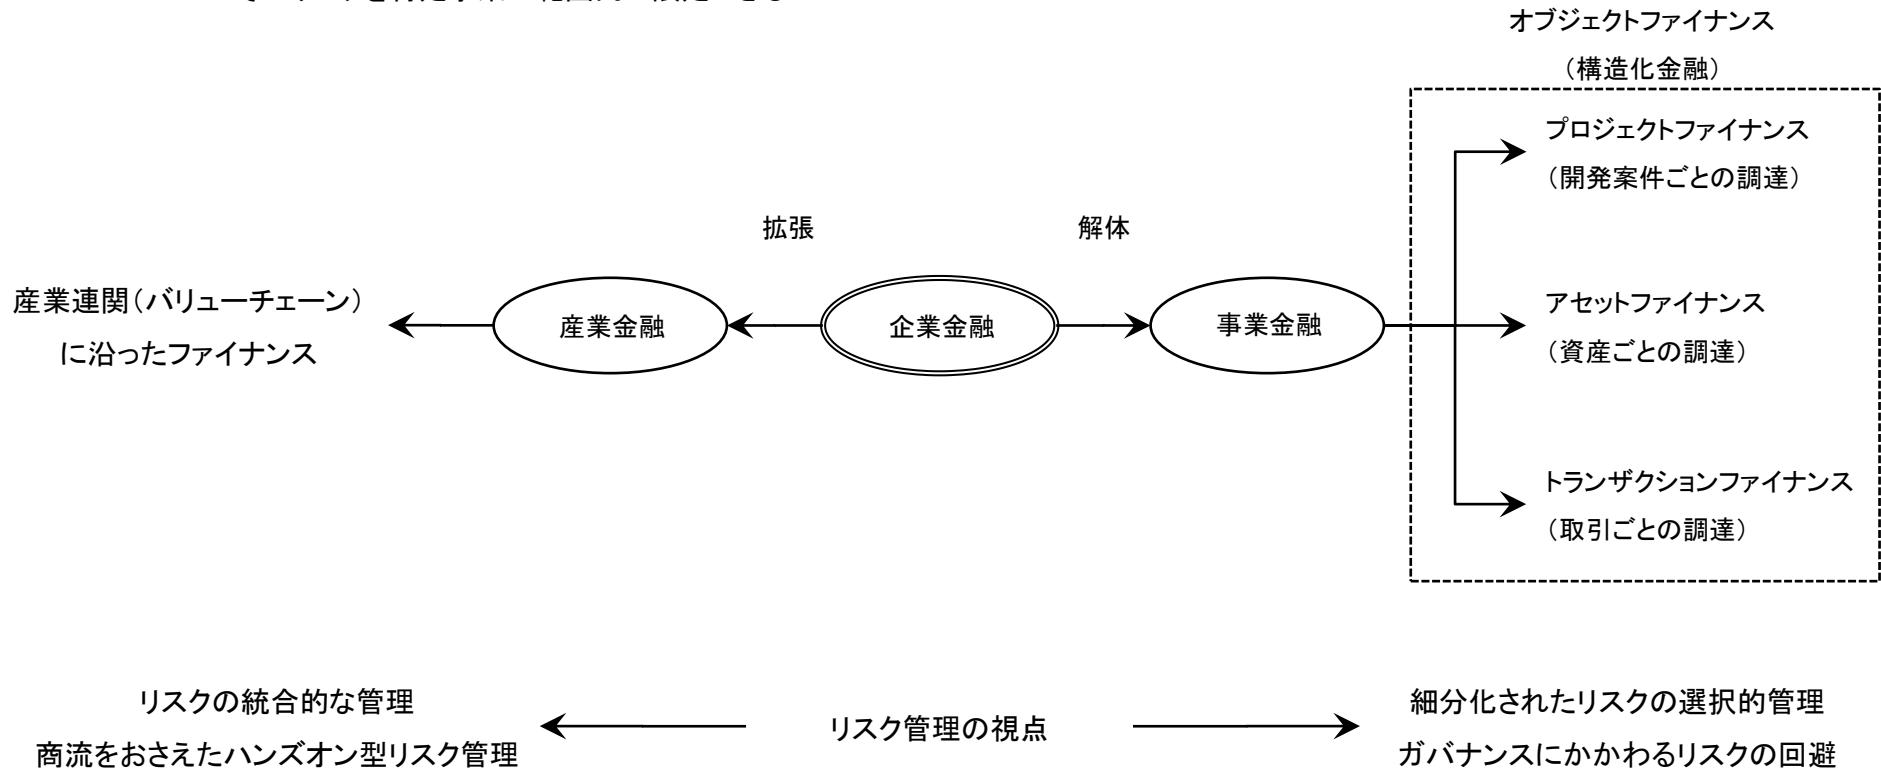 オブジェクトファイナンス
（構造化金融）
プロジェクトファイナンス
（開発案件ごとの調達）
拡張
解体
産業連関（バリューチェーン）
に沿ったファイナンス
産業金融
企業金融
事業金融
アセットファイナンス
（資産ごとの調達）
トランザクションファイナンス
（取引ごとの調達）
リスクの統合的な管理
商流をおさえたハンズオン型リスク管理
リスク管理の視点
細分化されたリスクの選択的管理
ガバナンスにかかわるリスクの回避